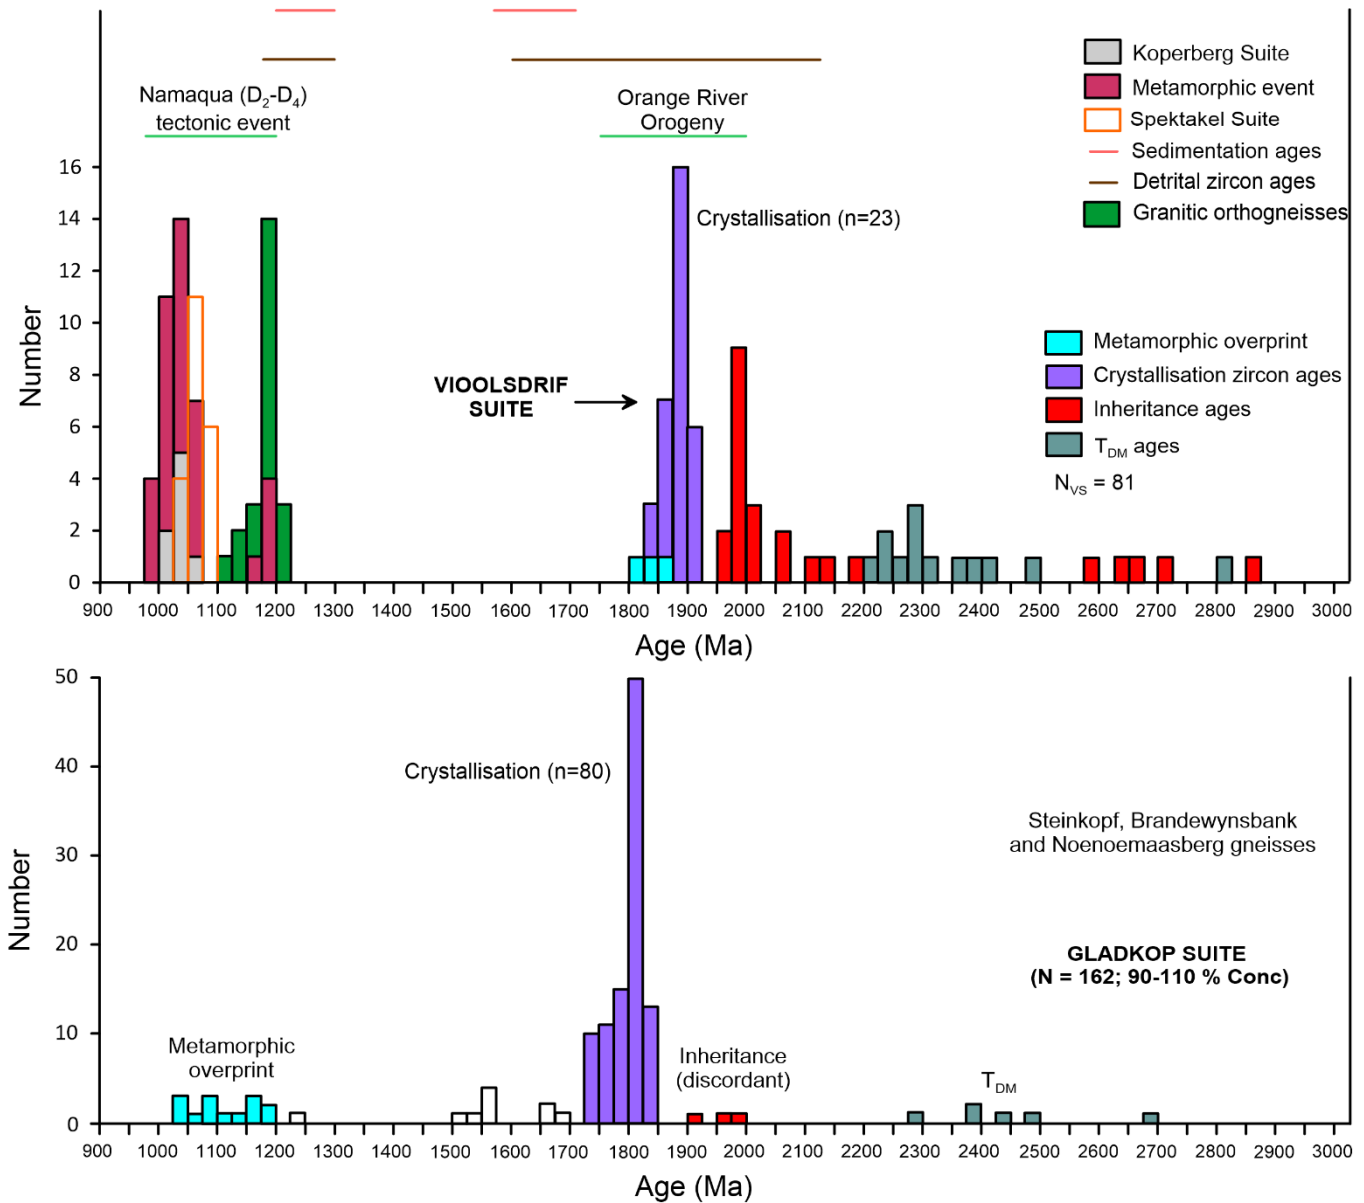 Namaqua (D2-D4)
tectonic event
Orange River
Orogeny
Koperberg Suite
Metamorphic event
Spektakel Suite
Sedimentation ages
Detrital zircon ages
Granitic orthogneisses
16
14
12
10
8
6
4
2
0
Number
Crystallisation (n=23)
VIOOLSDRIF
SUITE
Metamorphic overprint
Crystallisation zircon ages
Inheritance ages
TDM ages
NVS = 81
900 1000 1100 1200 1300 1400 1500 1600 1700 1800 1900 2000 2100 2200 2300 2400 2500 2600 2700 2800 2900 3000
Age (Ma)
50
40
30
20
10
0
Number
Crystallisation (n=80)
Steinkopf, Brandewynsbank
and Noenoemaasberg gneisses
GLADKOP SUITE
(N = 162; 90-110 % Conc)
Metamorphic
overprint
Inheritance
(discordant)
TDM
900 1000 1100 1200 1300 1400 1500 1600 1700 1800 1900 2000 2100 2200 2300 2400 2500 2600 2700 2800 2900 3000
Age (Ma)